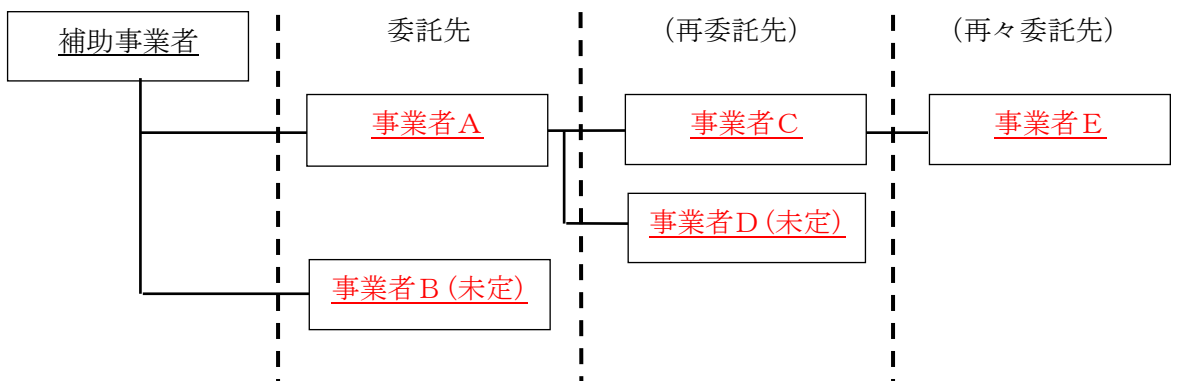 補助事業者
委託先
(再委託先)
(再々委託先)
事業者A
事業者C
事業者E
事業者D(未定)
事業者B(未定)